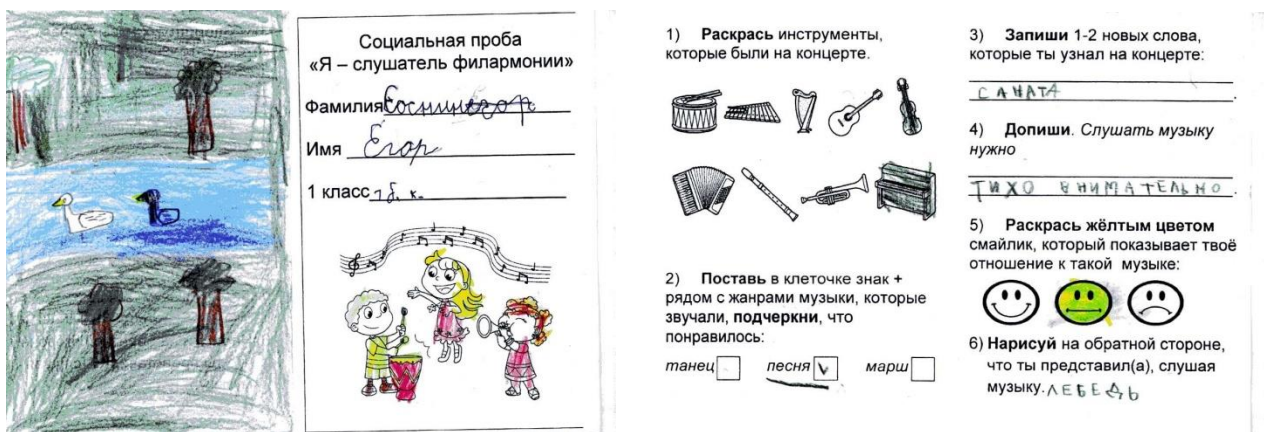 Социальная проба
«Я – слушатель филармонии»
Фамилия
Имя Егор
1 класс 1 б. к.
1) Раскрась инструменты,
которые были на концерте.
2) Поставь в клеточке знак +
рядом с жанрами музыки, которые
звучали, подчеркни, что
понравилось:
танец песня V марш
3) Запиши 1-2 новых слова,
которые ты узнал на концерте:
САНАТА
4) Допиши. Слушать музыку
нужно
ТИХО ВНИМАТЕЛЬНО.
5) Раскрась жёлтым цветом
смайлик, который показывает твоё
отношение к такой музыке:
6) Нарисуй на обратной стороне,
что ты представил(а), слушая
музыку. ЛЕБЕДЬ